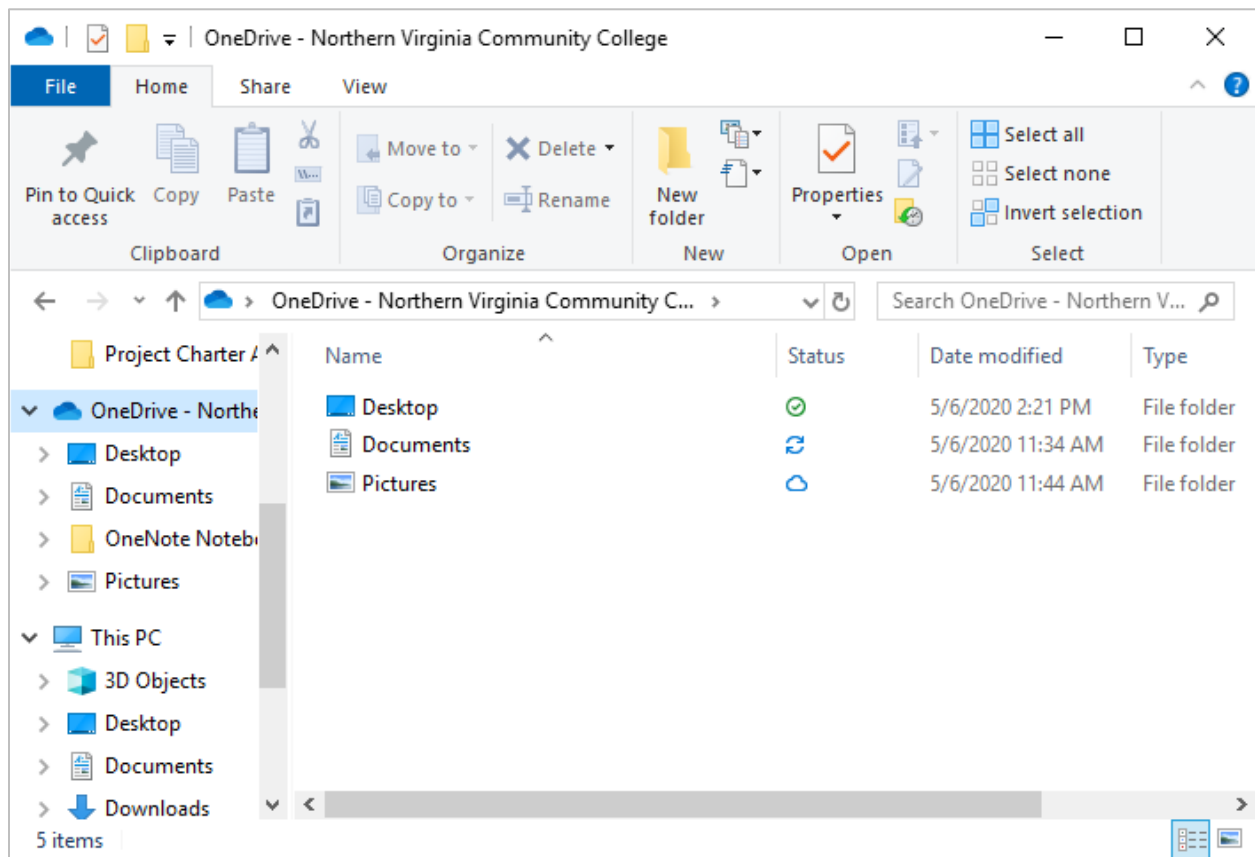 OneDrive - Northern Virginia Community College
File Home Share View
Pin to Quick access
Copy
Paste
Clipboard
Move to
Copy to
Delete
Rename
Organize
New folder
New
Properties
Open
Select all
Select none
Invert selection
Select
OneDrive - Northern Virginia Community C...
Search OneDrive - Northern V...
Project Charter A
OneDrive - Northe
Desktop
Documents
OneNote Noteb
Pictures
This PC
3D Objects
Desktop
Documents
Downloads
Name Status Date modified Type
Desktop 5/6/2020 2:21 PM File folder
Documents 5/6/2020 11:34 AM File folder
Pictures 5/6/2020 11:44 AM File folder
5 items